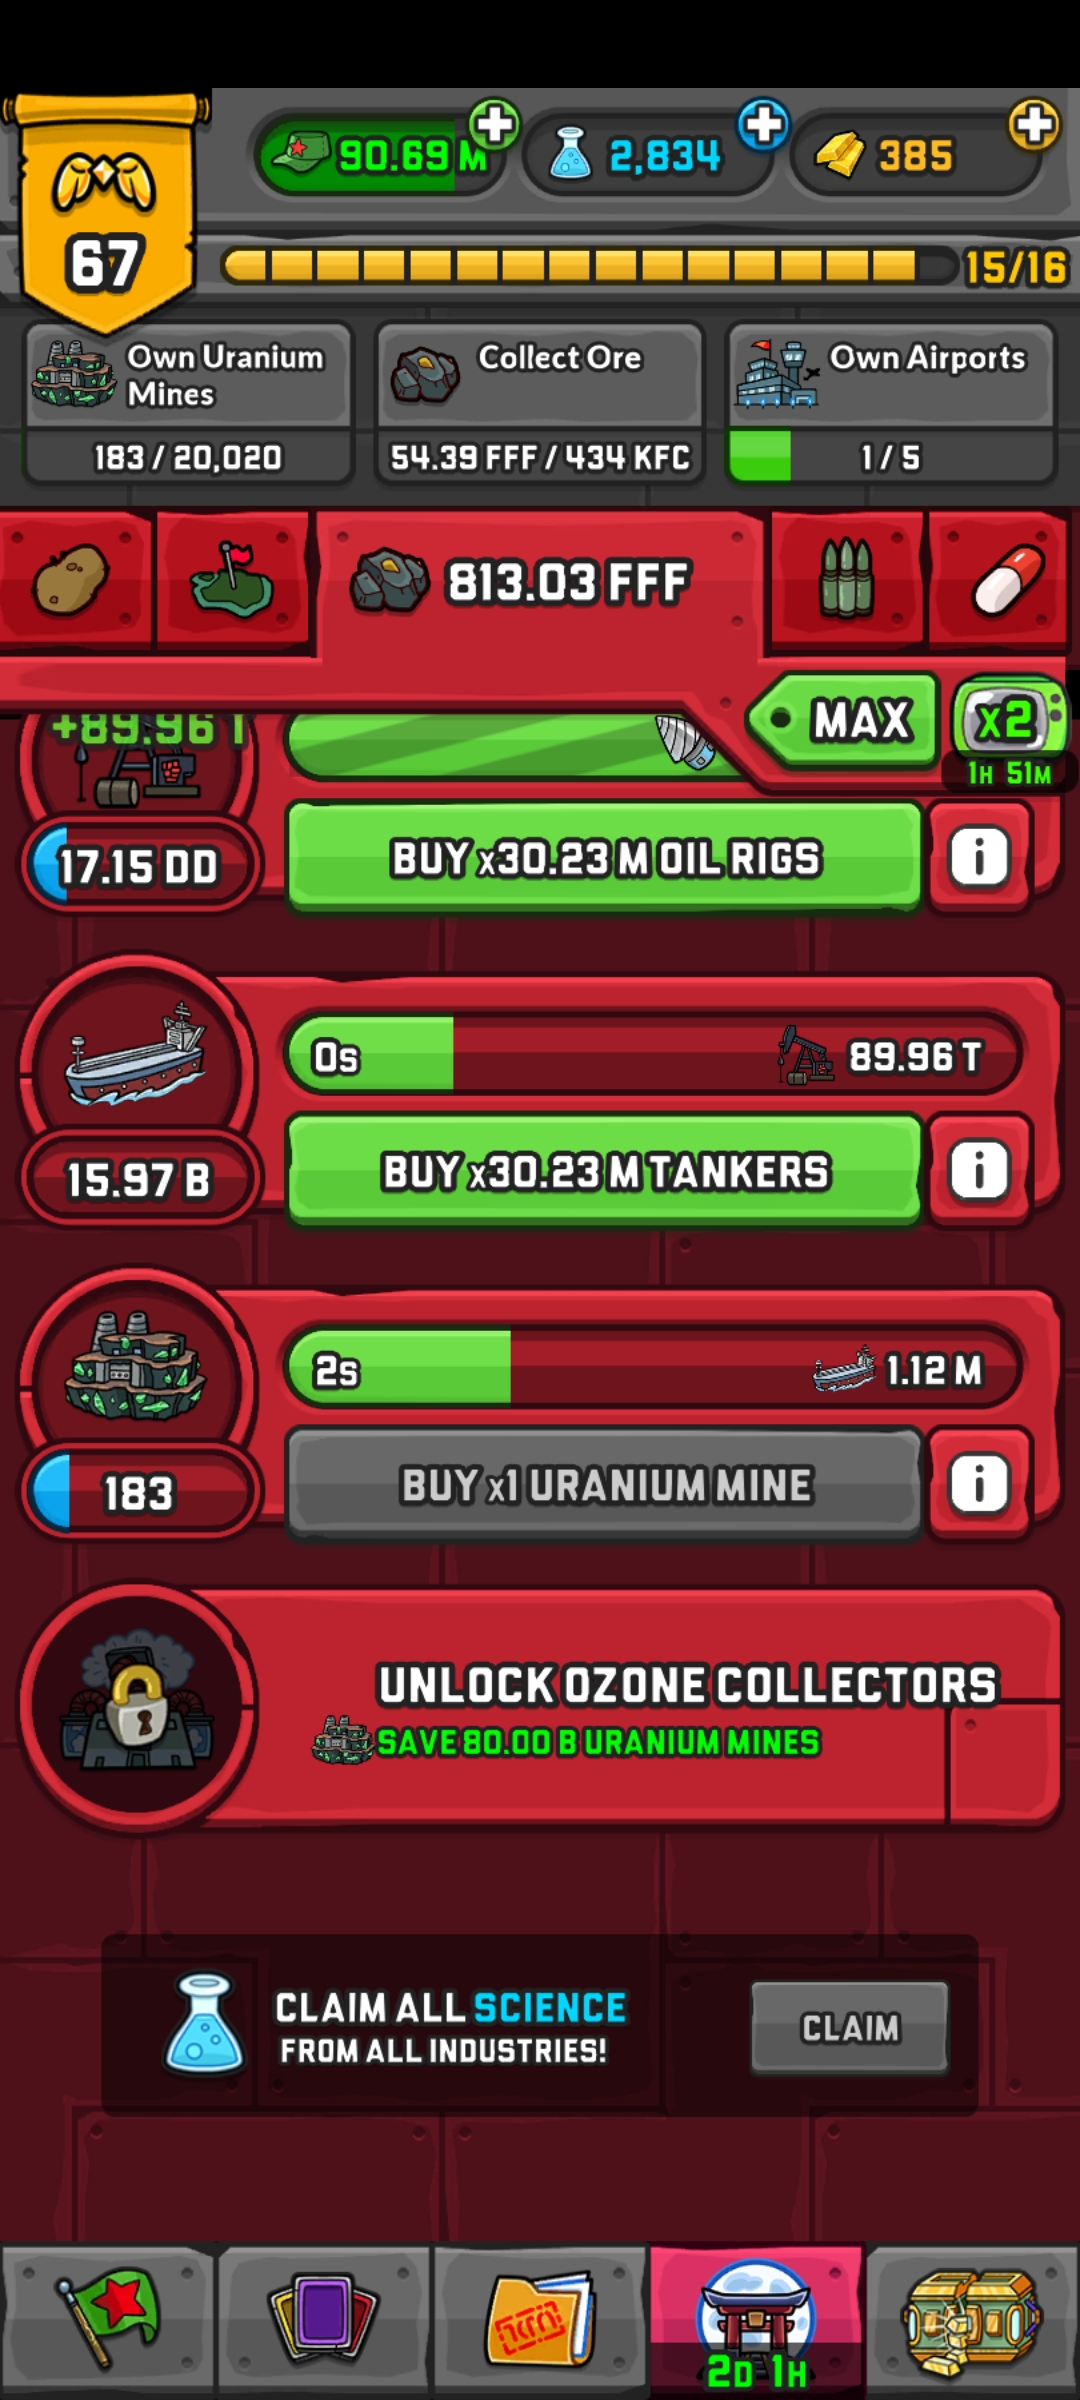 90.69 M
2,834
385
67
15/16
Own Uranium
Mines
183 / 20,020
Collect Ore
54.39 FFF / 434 KFC
Own Airports
1 / 5
813.03 FFF
MAX
X2
1H 51M
+89.96 T
17.15 DD
BUY x30.23 M OIL RIGS
i
0s
89.96 T
15.97 B
BUY x30.23 M TANKERS
i
2s
1.12 M
183
BUY x1 URANIUM MINE
i
UNLOCK OZONE COLLECTORS
SAVE 80.00 B URANIUM MINES
CLAIM ALL SCIENCE
FROM ALL INDUSTRIES!
CLAIM
2D 1H